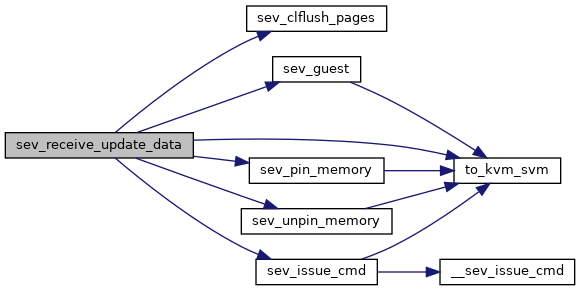 sev_clflush_pages
sev_guest
sev_receive_update_data
sev_pin_memory
to_kvm_svm
sev_unpin_memory
sev_issue_cmd
__sev_issue_cmd